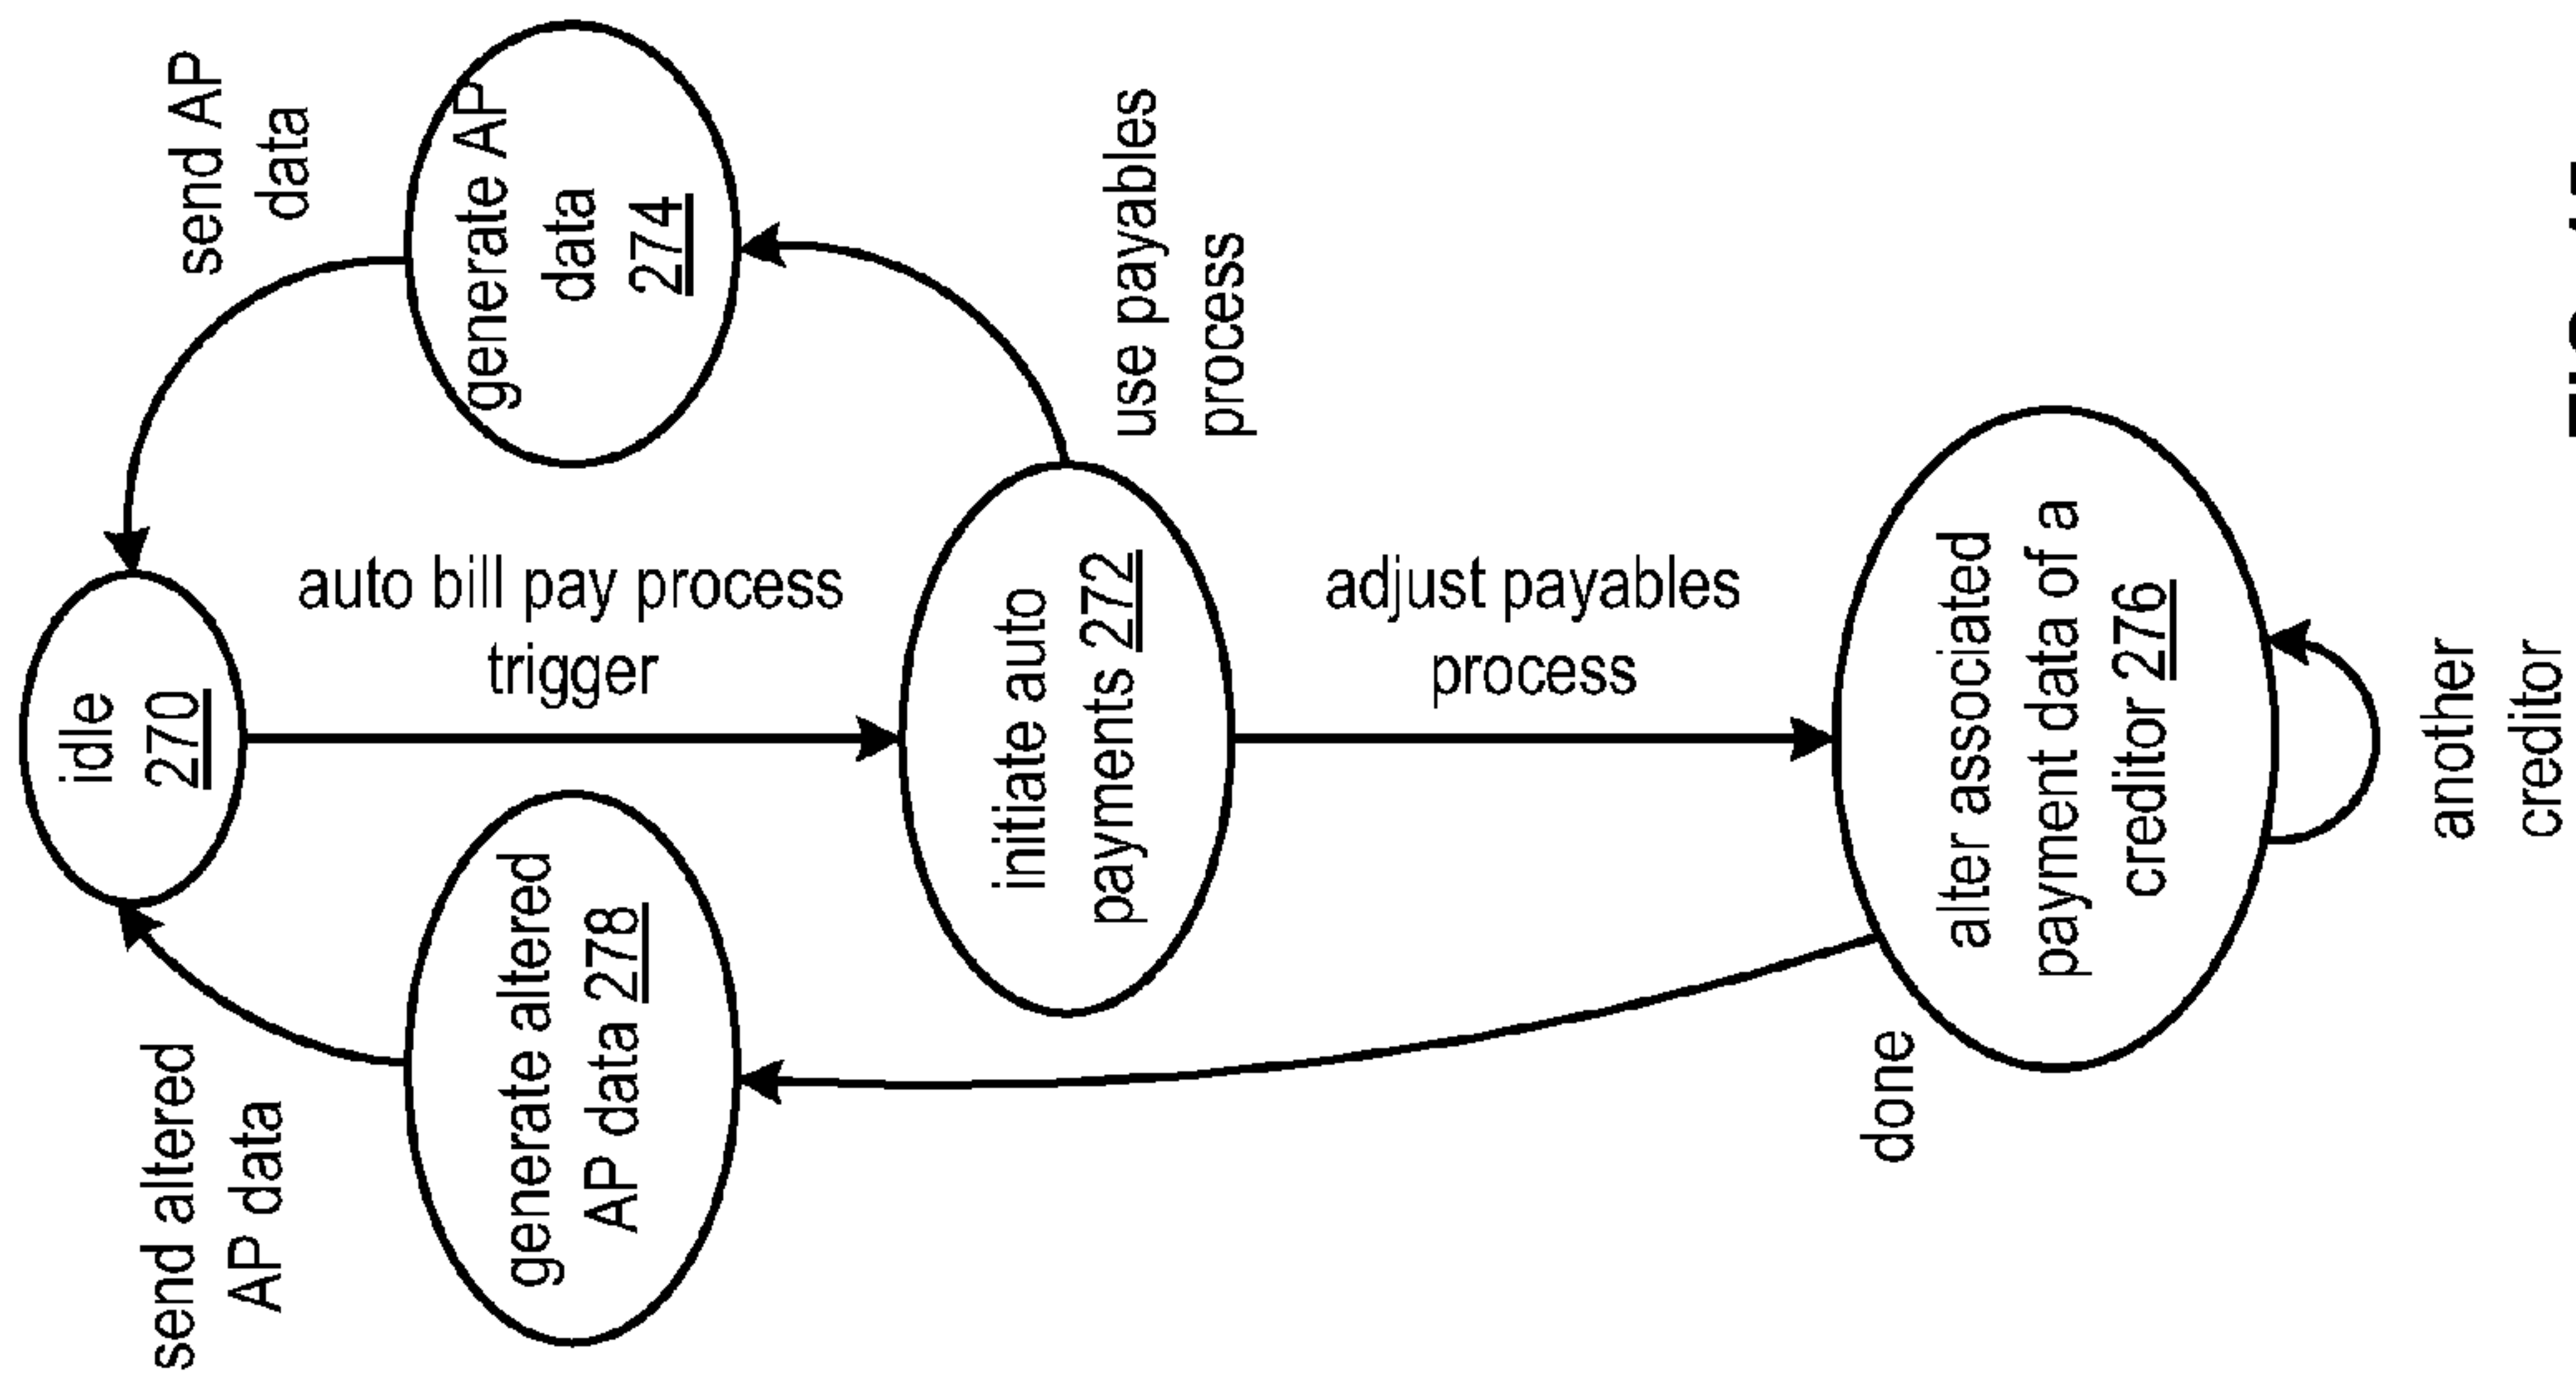 send AP
data
generate AP
data
274
use payables
process
idle
270
auto bill pay process
trigger
initiate auto
payments 272
adjust payables
process
alter associated
payment data of a
creditor 276
another
creditor
send altered
AP data
generate altered
AP data 278
done